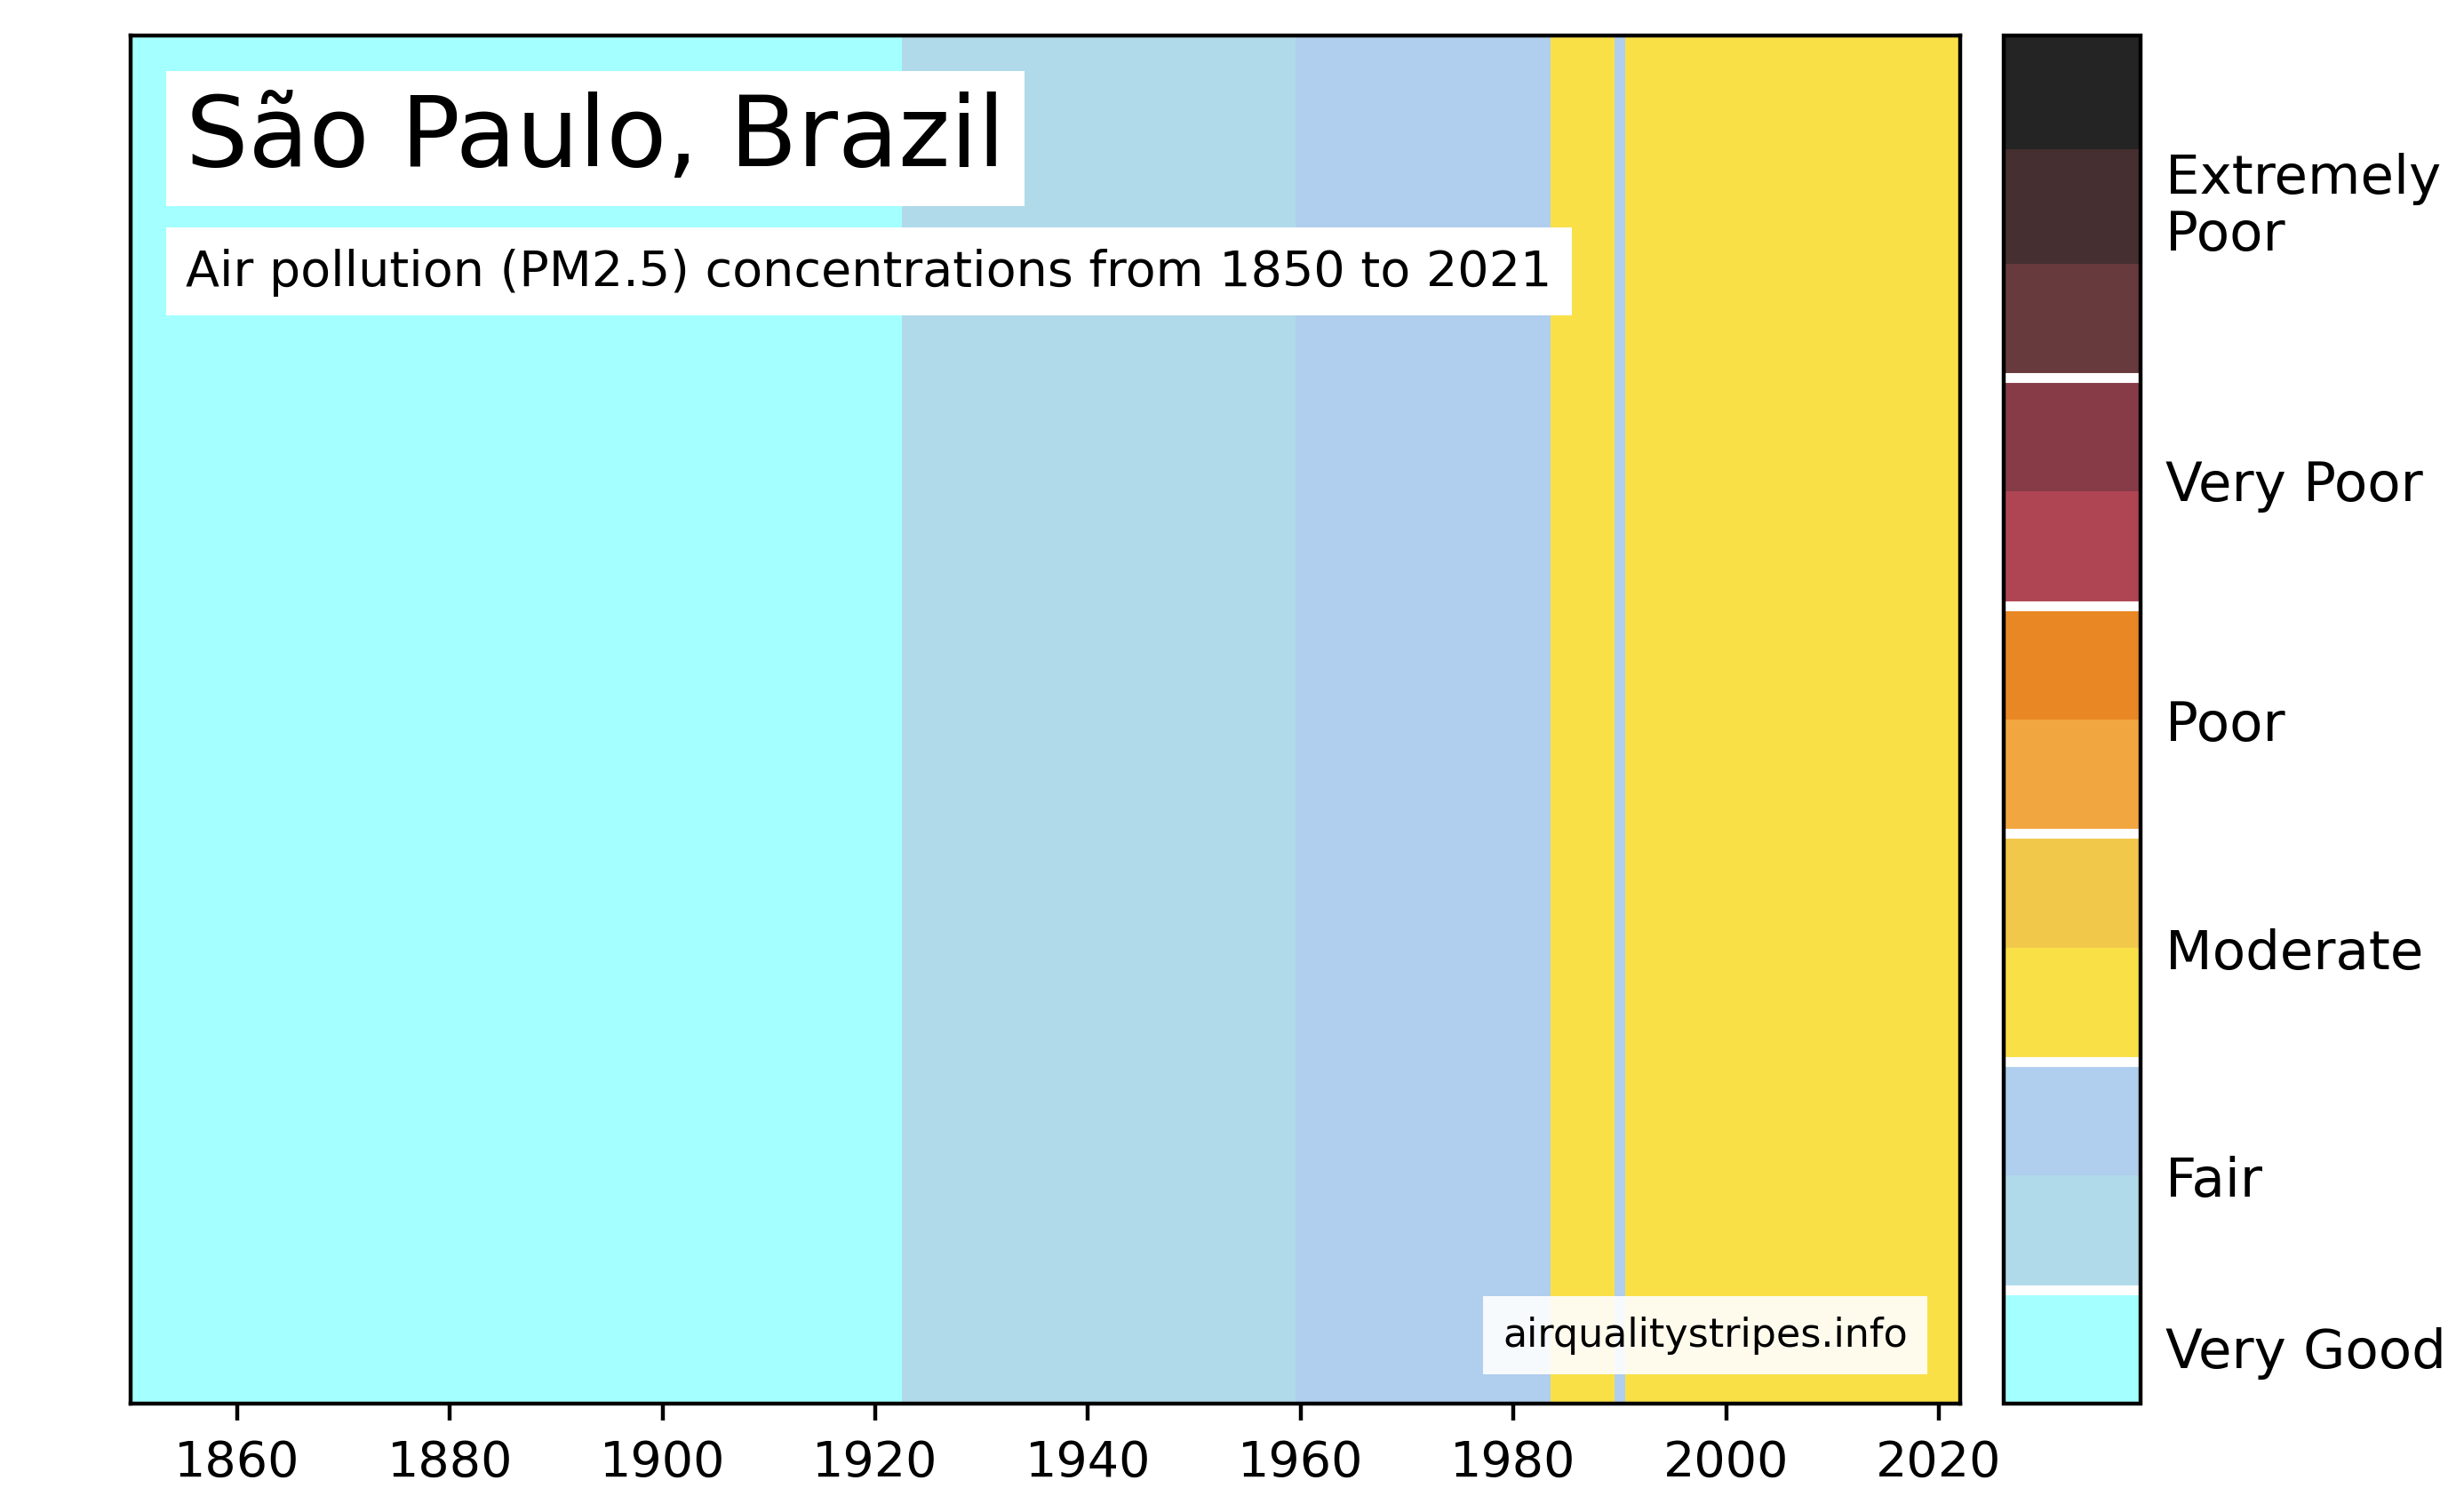 São Paulo, Brazil
Air pollution (PM2.5) concentrations from 1850 to 2021
airqualitystripes.info
1860 1880 1900 1920 1940 1960 1980 2000 2020
Extremely
Poor
Very Poor
Poor
Moderate
Fair
Very Good